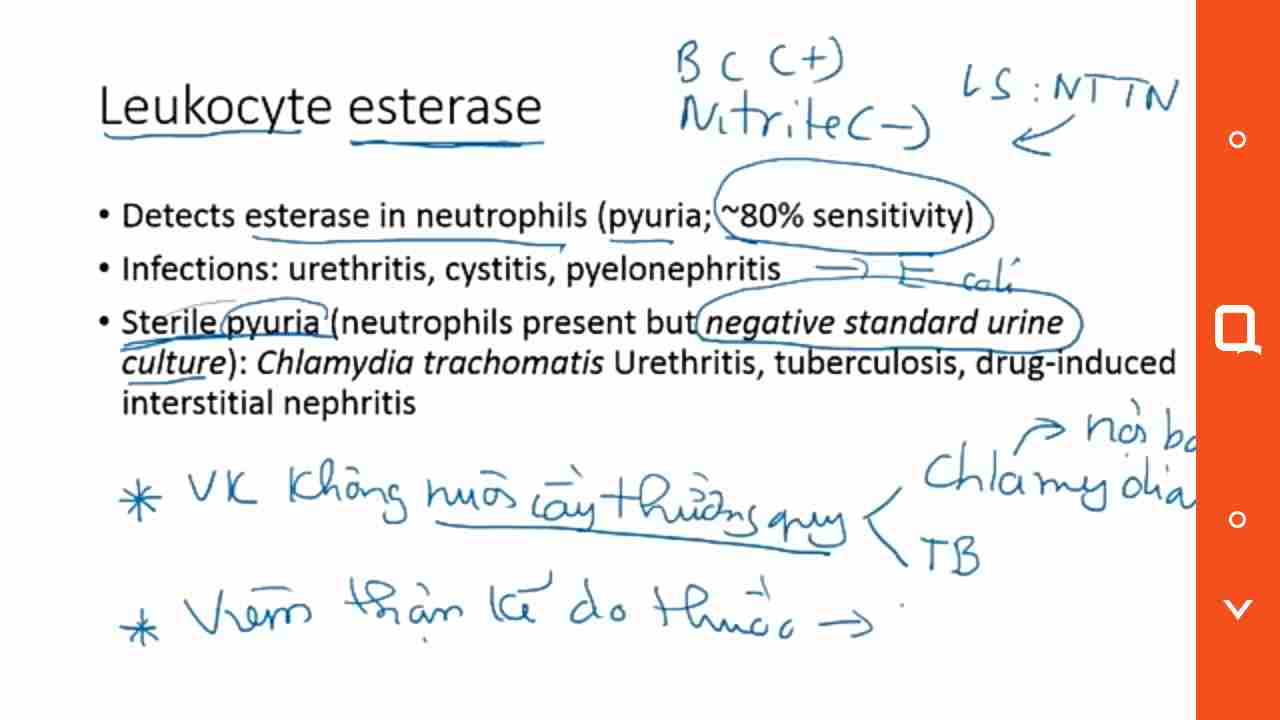 BC (+)
Nitrite (-)
LS: NTTN
Leukocyte esterase
• Detects esterase in neutrophils (pyuria; ~80% sensitivity)
• Infections: urethritis, cystitis, pyelonephritis → E coli
• Sterile pyuria (neutrophils present but negative standard urine
culture): Chlamydia trachomatis Urethritis, tuberculosis, drug-induced
interstitial nephritis
nội b
Chlamydia
* VK không nuôi cấy thường quy
TB
* Viêm thận kẽ do thuốc →